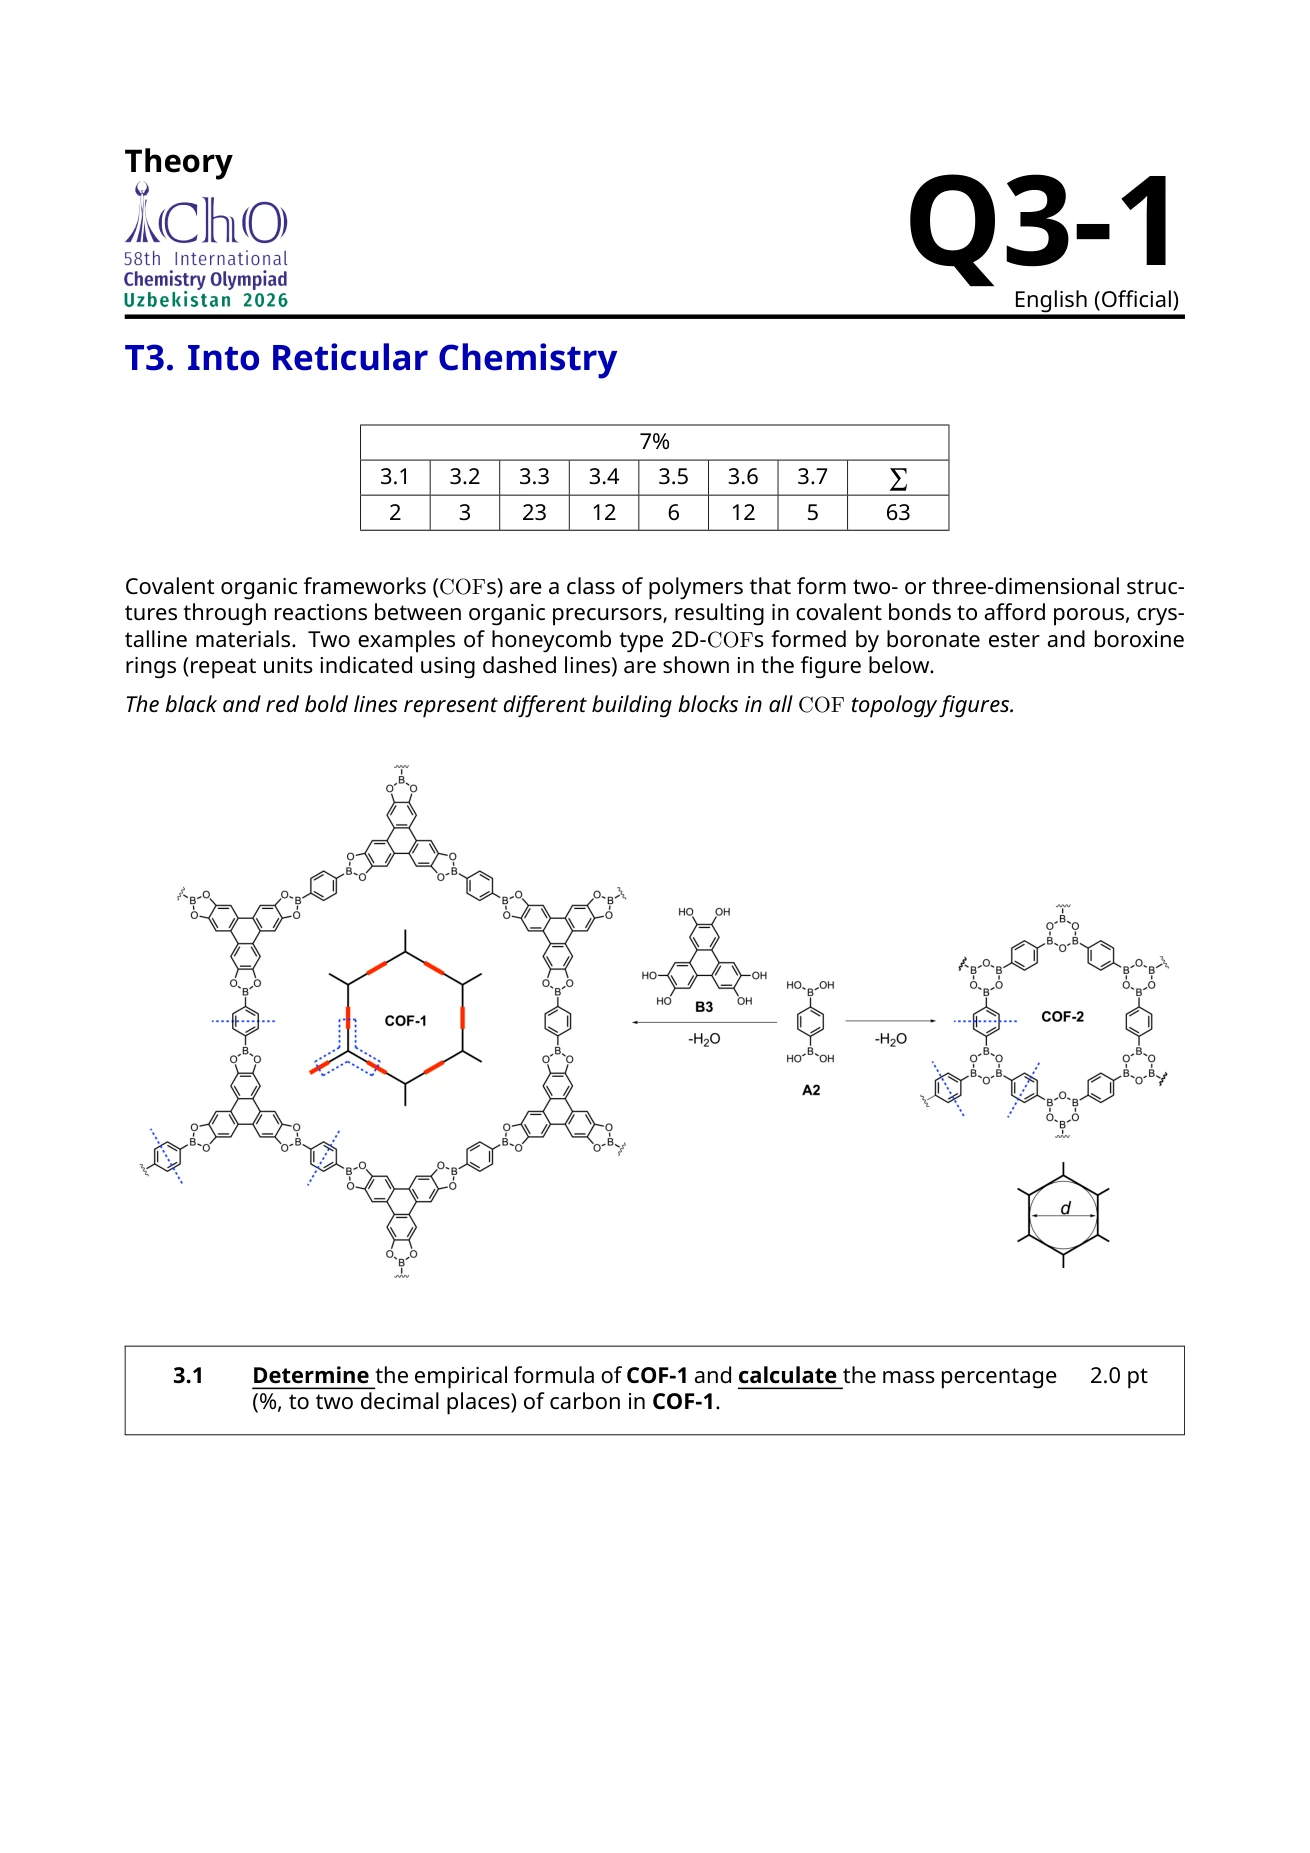 Theory
IChO
58th International
Chemistry Olympiad
Uzbekistan 2026
Q3-1
English (Official)
T3. Into Reticular Chemistry
7%
3.1 3.2 3.3 3.4 3.5 3.6 3.7 ∑
2 3 23 12 6 12 5 63
Covalent organic frameworks (COFs) are a class of polymers that form two- or three-dimensional struc-
tures through reactions between organic precursors, resulting in covalent bonds to afford porous, crys-
talline materials. Two examples of honeycomb type 2D-COFs formed by boronate ester and boroxine
rings (repeat units indicated using dashed lines) are shown in the figure below.
The black and red bold lines represent different building blocks in all COF topology figures.
COF-1
HO OH
HO OH
HO OH
B3
-H₂O
HO B OH
HO B OH
A2
-H₂O
COF-2
d
3.1 Determine the empirical formula of COF-1 and calculate the mass percentage 2.0 pt
(%, to two decimal places) of carbon in COF-1.